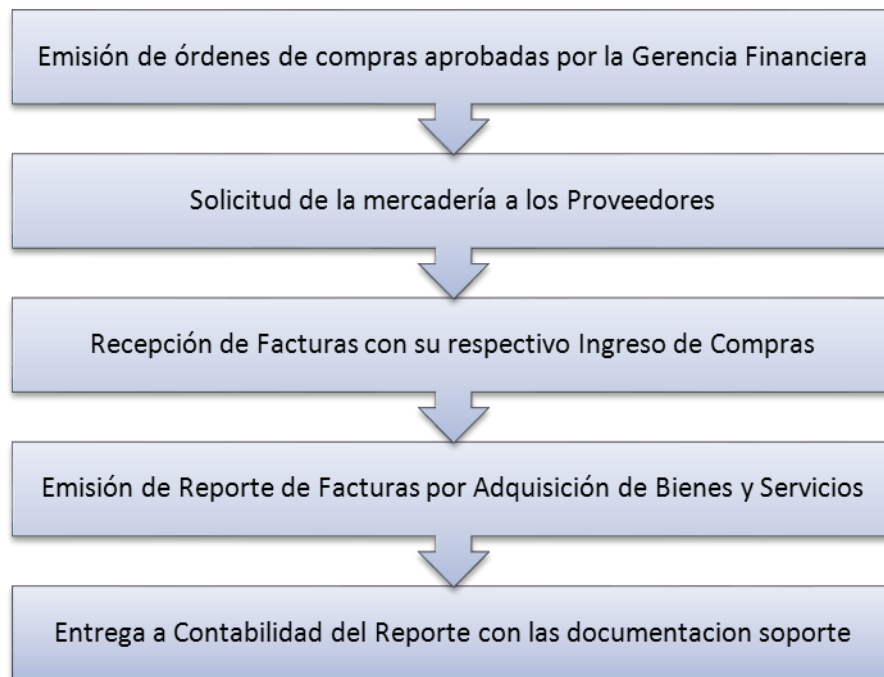 Emisión de órdenes de compras aprobadas por la Gerencia Financiera
Solicitud de la mercadería a los Proveedores
Recepción de Facturas con su respectivo Ingreso de Compras
Emisión de Reporte de Facturas por Adquisición de Bienes y Servicios
Entrega a Contabilidad del Reporte con las documentacion soporte